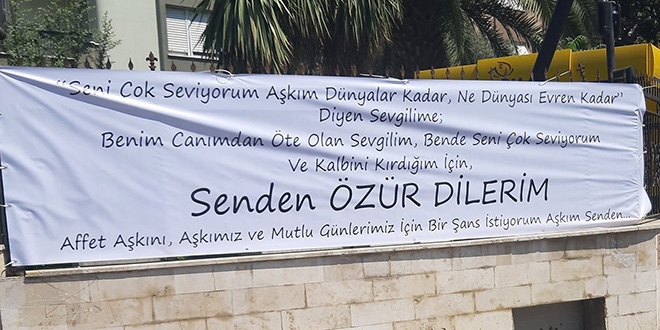 “Seni Çok Seviyorum Aşkım Dünyalar Kadar, Ne Dünyası Evren Kadar”
Diyen Sevgilime;
Benim Canımdan Öte Olan Sevgilim, Bende Seni Çok Seviyorum
Ve Kalbini Kırdığım İçin,
Senden ÖZÜR DİLERİM
Affet Aşkını, Aşkımız ve Mutlu Günlerimiz İçin Bir Şans İstiyorum Aşkım Senden...